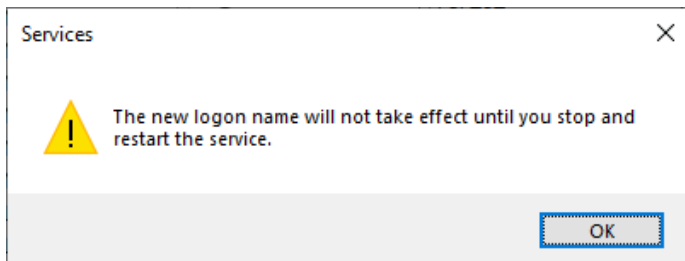 Services
The new logon name will not take effect until you stop and
restart the service.
OK